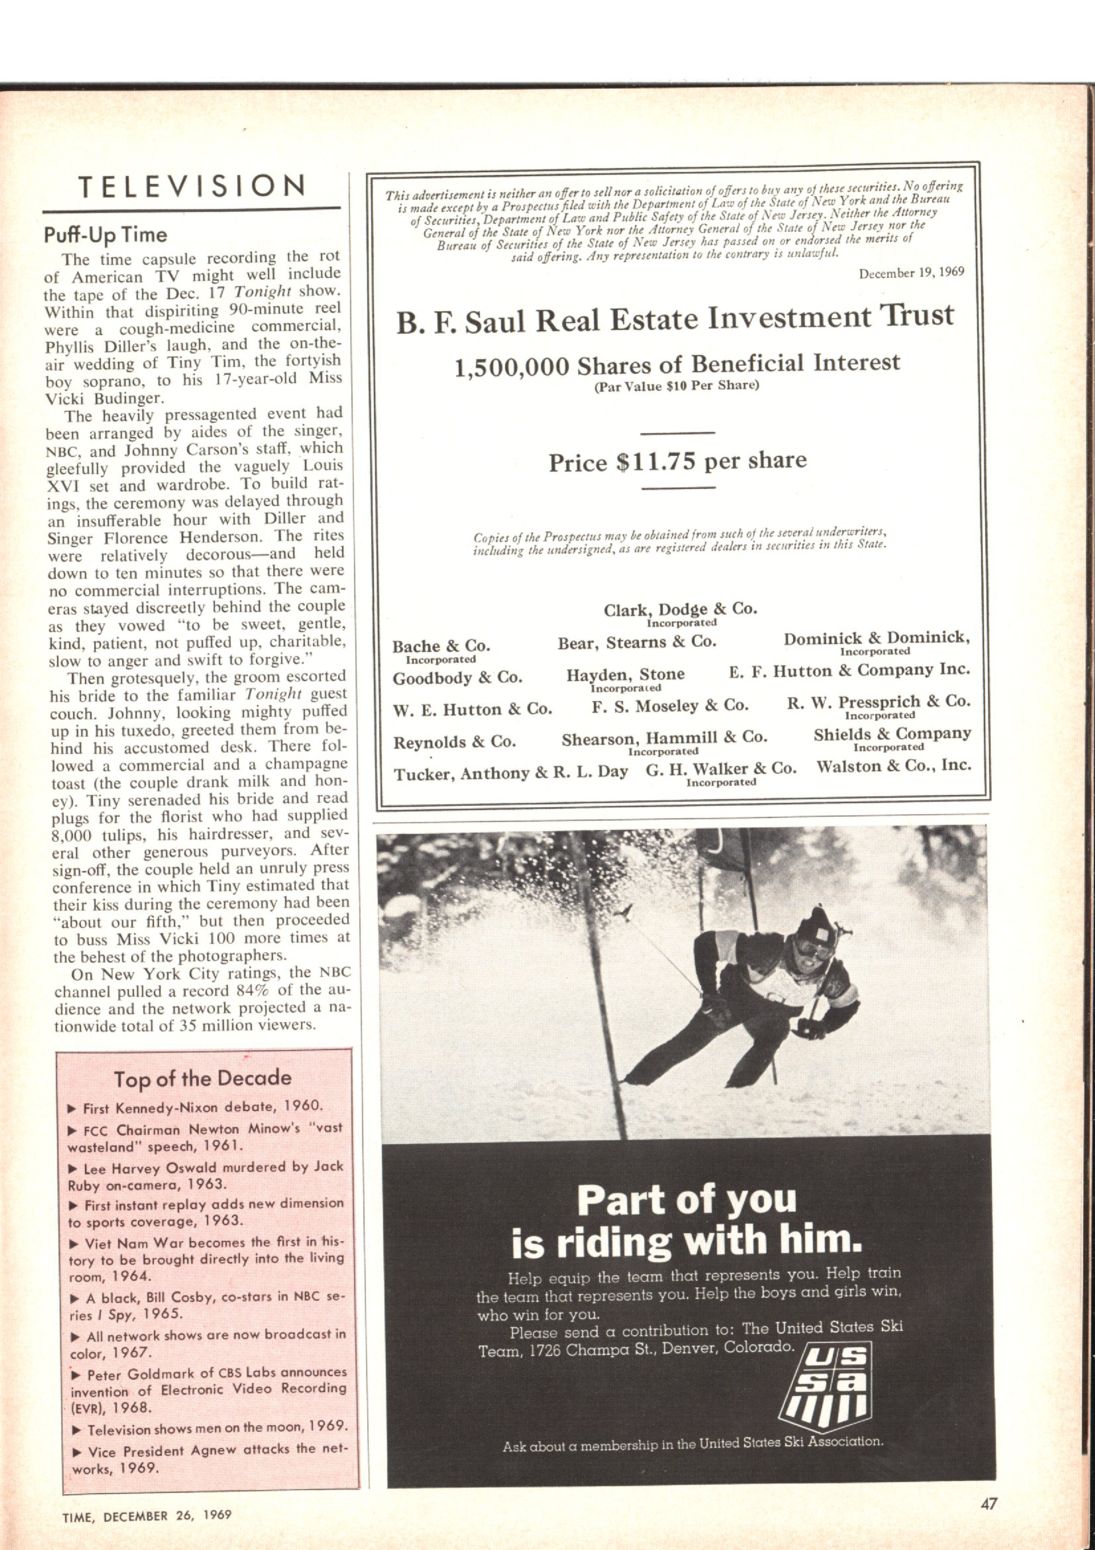 TELEVISION
Puff-Up Time
The time capsule recording the rot
of American TV might well include
the tape of the Dec. 17 Tonight show.
Within that dispiriting 90-minute reel
were a cough-medicine commercial,
Phyllis Diller's laugh, and the on-the-
air wedding of Tiny Tim, the fortyish
boy soprano, to his 17-year-old Miss
Vicki Budinger.
The heavily pressagented event had
been arranged by aides of the singer,
NBC, and Johnny Carson's staff, which
gleefully provided the vaguely Louis
XVI set and wardrobe. To build rat-
ings, the ceremony was delayed through
an insufferable hour with Diller and
Singer Florence Henderson. The rites
were relatively decorous—and held
down to ten minutes so that there were
no commercial interruptions. The cam-
eras stayed discreetly behind the couple
as they vowed "to be sweet, gentle,
kind, patient, not puffed up, charitable,
slow to anger and swift to forgive."
Then grotesquely, the groom escorted
his bride to the familiar Tonight guest
couch. Johnny, looking mighty puffed
up in his tuxedo, greeted them from be-
hind his accustomed desk. There fol-
lowed a commercial and a champagne
toast (the couple drank milk and hon-
ey). Tiny serenaded his bride and read
plugs for the florist who had supplied
8,000 tulips, his hairdresser, and sev-
eral other generous purveyors. After
sign-off, the couple held an unruly press
conference in which Tiny estimated that
their kiss during the ceremony had been
"about our fifth," but then proceeded
to buss Miss Vicki 100 more times at
the behest of the photographers.
On New York City ratings, the NBC
channel pulled a record 84% of the au-
dience and the network projected a na-
tionwide total of 35 million viewers.
Top of the Decade
► First Kennedy-Nixon debate, 1960.
► FCC Chairman Newton Minow's "vast
wasteland" speech, 1961.
► Lee Harvey Oswald murdered by Jack
Ruby on-camera, 1963.
► First instant replay adds new dimension
to sports coverage, 1963.
► Viet Nam War becomes the first in his-
tory to be brought directly into the living
room, 1964.
► A black, Bill Cosby, co-stars in NBC se-
ries I Spy, 1965.
► All network shows are now broadcast in
color, 1967.
► Peter Goldmark of CBS Labs announces
invention of Electronic Video Recording
(EVR), 1968.
► Television shows men on the moon, 1969.
► Vice President Agnew attacks the net-
works, 1969.
This advertisement is neither an offer to sell nor a solicitation of offers to buy any of these securities. No offering
is made except by a Prospectus filed with the Department of Law of the State of New York and the Bureau
of Securities, Department of Law and Public Safety of the State of New Jersey. Neither the Attorney
General of the State of New York nor the Attorney General of the State of New Jersey nor the
Bureau of Securities of the State of New Jersey has passed on or endorsed the merits of
said offering. Any representation to the contrary is unlawful.
December 19, 1969
B. F. Saul Real Estate Investment Trust
1,500,000 Shares of Beneficial Interest
(Par Value $10 Per Share)
Price $11.75 per share
Copies of the Prospectus may be obtained from such of the several underwriters,
including the undersigned, as are registered dealers in securities in this State.
Clark, Dodge & Co.
Incorporated
Bache & Co. Bear, Stearns & Co. Dominick & Dominick,
Incorporated Incorporated
Goodbody & Co. Hayden, Stone E. F. Hutton & Company Inc.
Incorporated
W. E. Hutton & Co. F. S. Moseley & Co. R. W. Pressprich & Co.
Incorporated
Reynolds & Co. Shearson, Hammill & Co. Shields & Company
Incorporated Incorporated
Tucker, Anthony & R. L. Day G. H. Walker & Co. Walston & Co., Inc.
Incorporated
Part of you
is riding with him.
Help equip the team that represents you. Help train
the team that represents you. Help the boys and girls win,
who win for you.
Please send a contribution to: The United States Ski
Team, 1726 Champa St., Denver, Colorado.
US
Sa
Ask about a membership in the United States Ski Association.
TIME, DECEMBER 26, 1969
47